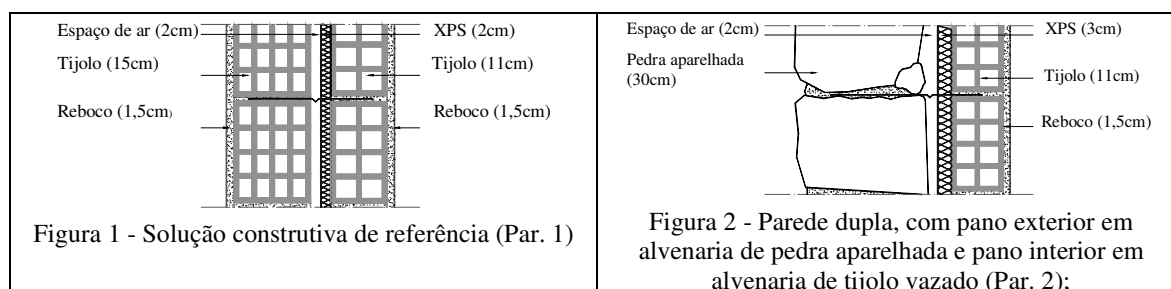 Espaço de ar (2cm)
XPS (2cm)
Tijolo (15cm)
Tijolo (11cm)
Reboco (1,5cm)
Reboco (1,5cm)
Figura 1 - Solução construtiva de referência (Par. 1)
Espaço de ar (2cm)
XPS (3cm)
Pedra aparelhada
(30cm)
Tijolo (11cm)
Reboco (1,5cm)
Figura 2 - Parede dupla, com pano exterior em
alvenaria de pedra aparelhada e pano interior em
alvenaria de tijolo vazado (Par. 2);